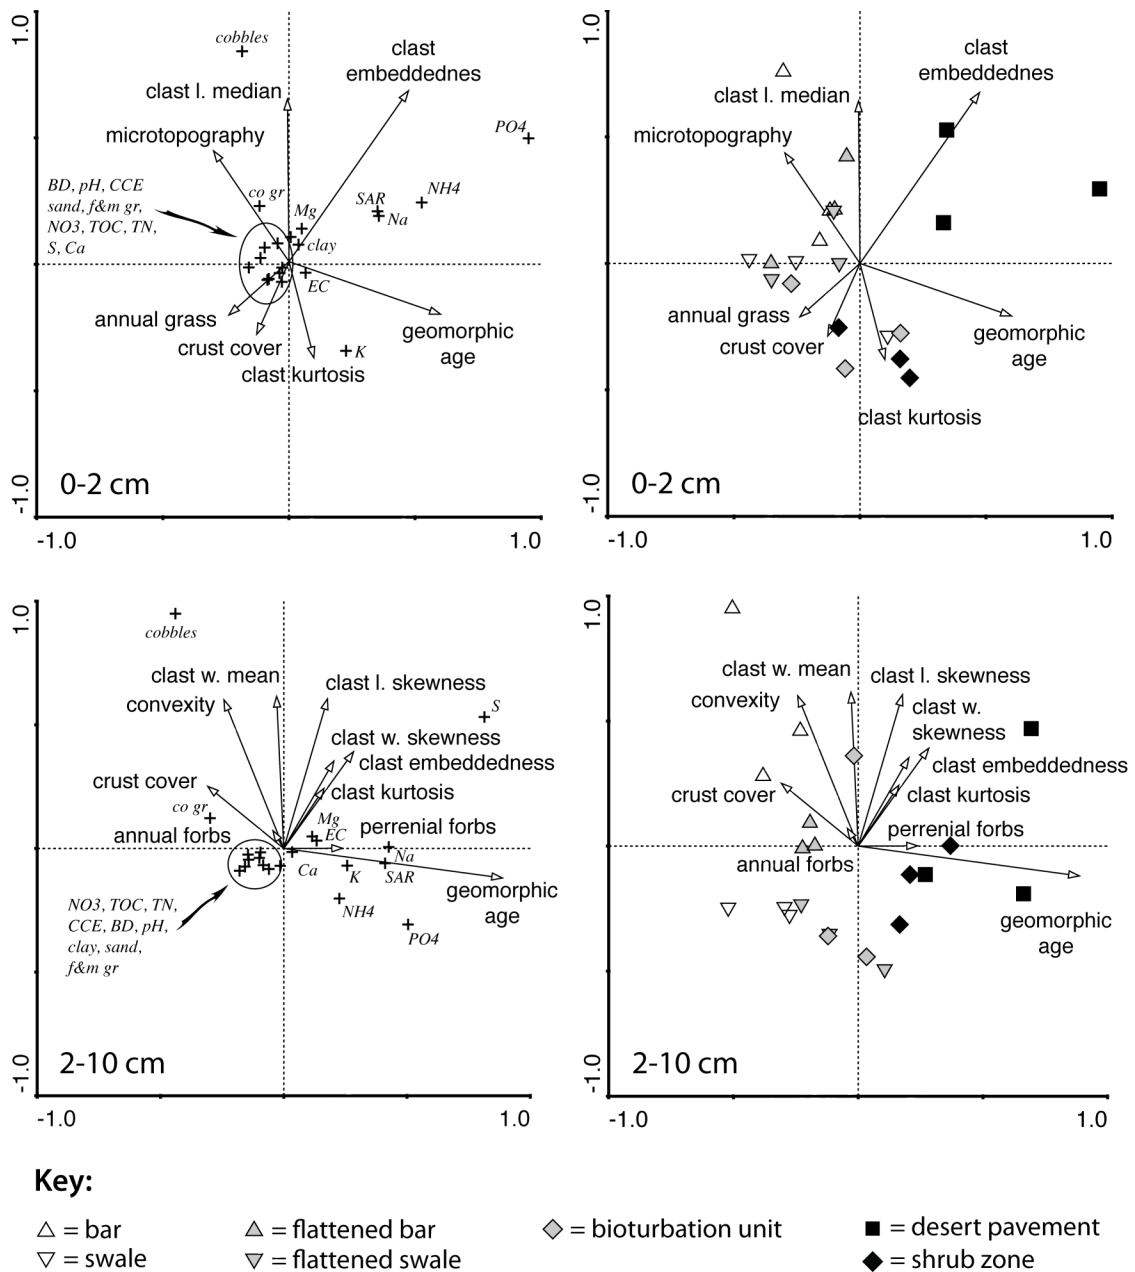 1.0
cobbles
clast
embeddednes
clast l. median
PO4
microtopography
BD, pH, CCE
sand, f&m gr,
NO3, TOC, TN,
S, Ca
co gr
NH4
SAR
Na
Mg
clay
EC
annual grass
geomorphic
age
crust cover
K
clast kurtosis
0-2 cm
-1.0
-1.0
1.0
1.0
clast
embeddednes
clast l. median
microtopography
annual grass
geomorphic
age
crust cover
clast kurtosis
0-2 cm
-1.0
-1.0
1.0
1.0
cobbles
clast w. mean
clast l. skewness
convexity
S
clast w. skewness
clast embeddedness
crust cover
clast kurtosis
co gr
Mg
annual forbs
EC
perrenial forbs
Na
Ca
K
SAR
geomorphic
age
NH4
NO3, TOC, TN,
CCE, BD, pH,
clay, sand,
f&m gr
PO4
2-10 cm
-1.0
-1.0
1.0
1.0
clast w. mean
clast l. skewness
convexity
clast w.
skewness
clast embeddedness
crust cover
clast kurtosis
perrenial forbs
annual forbs
geomorphic
age
2-10 cm
-1.0
-1.0
1.0
Key:
= bar
= flattened bar
= bioturbation unit
= desert pavement
= swale
= flattened swale
= shrub zone